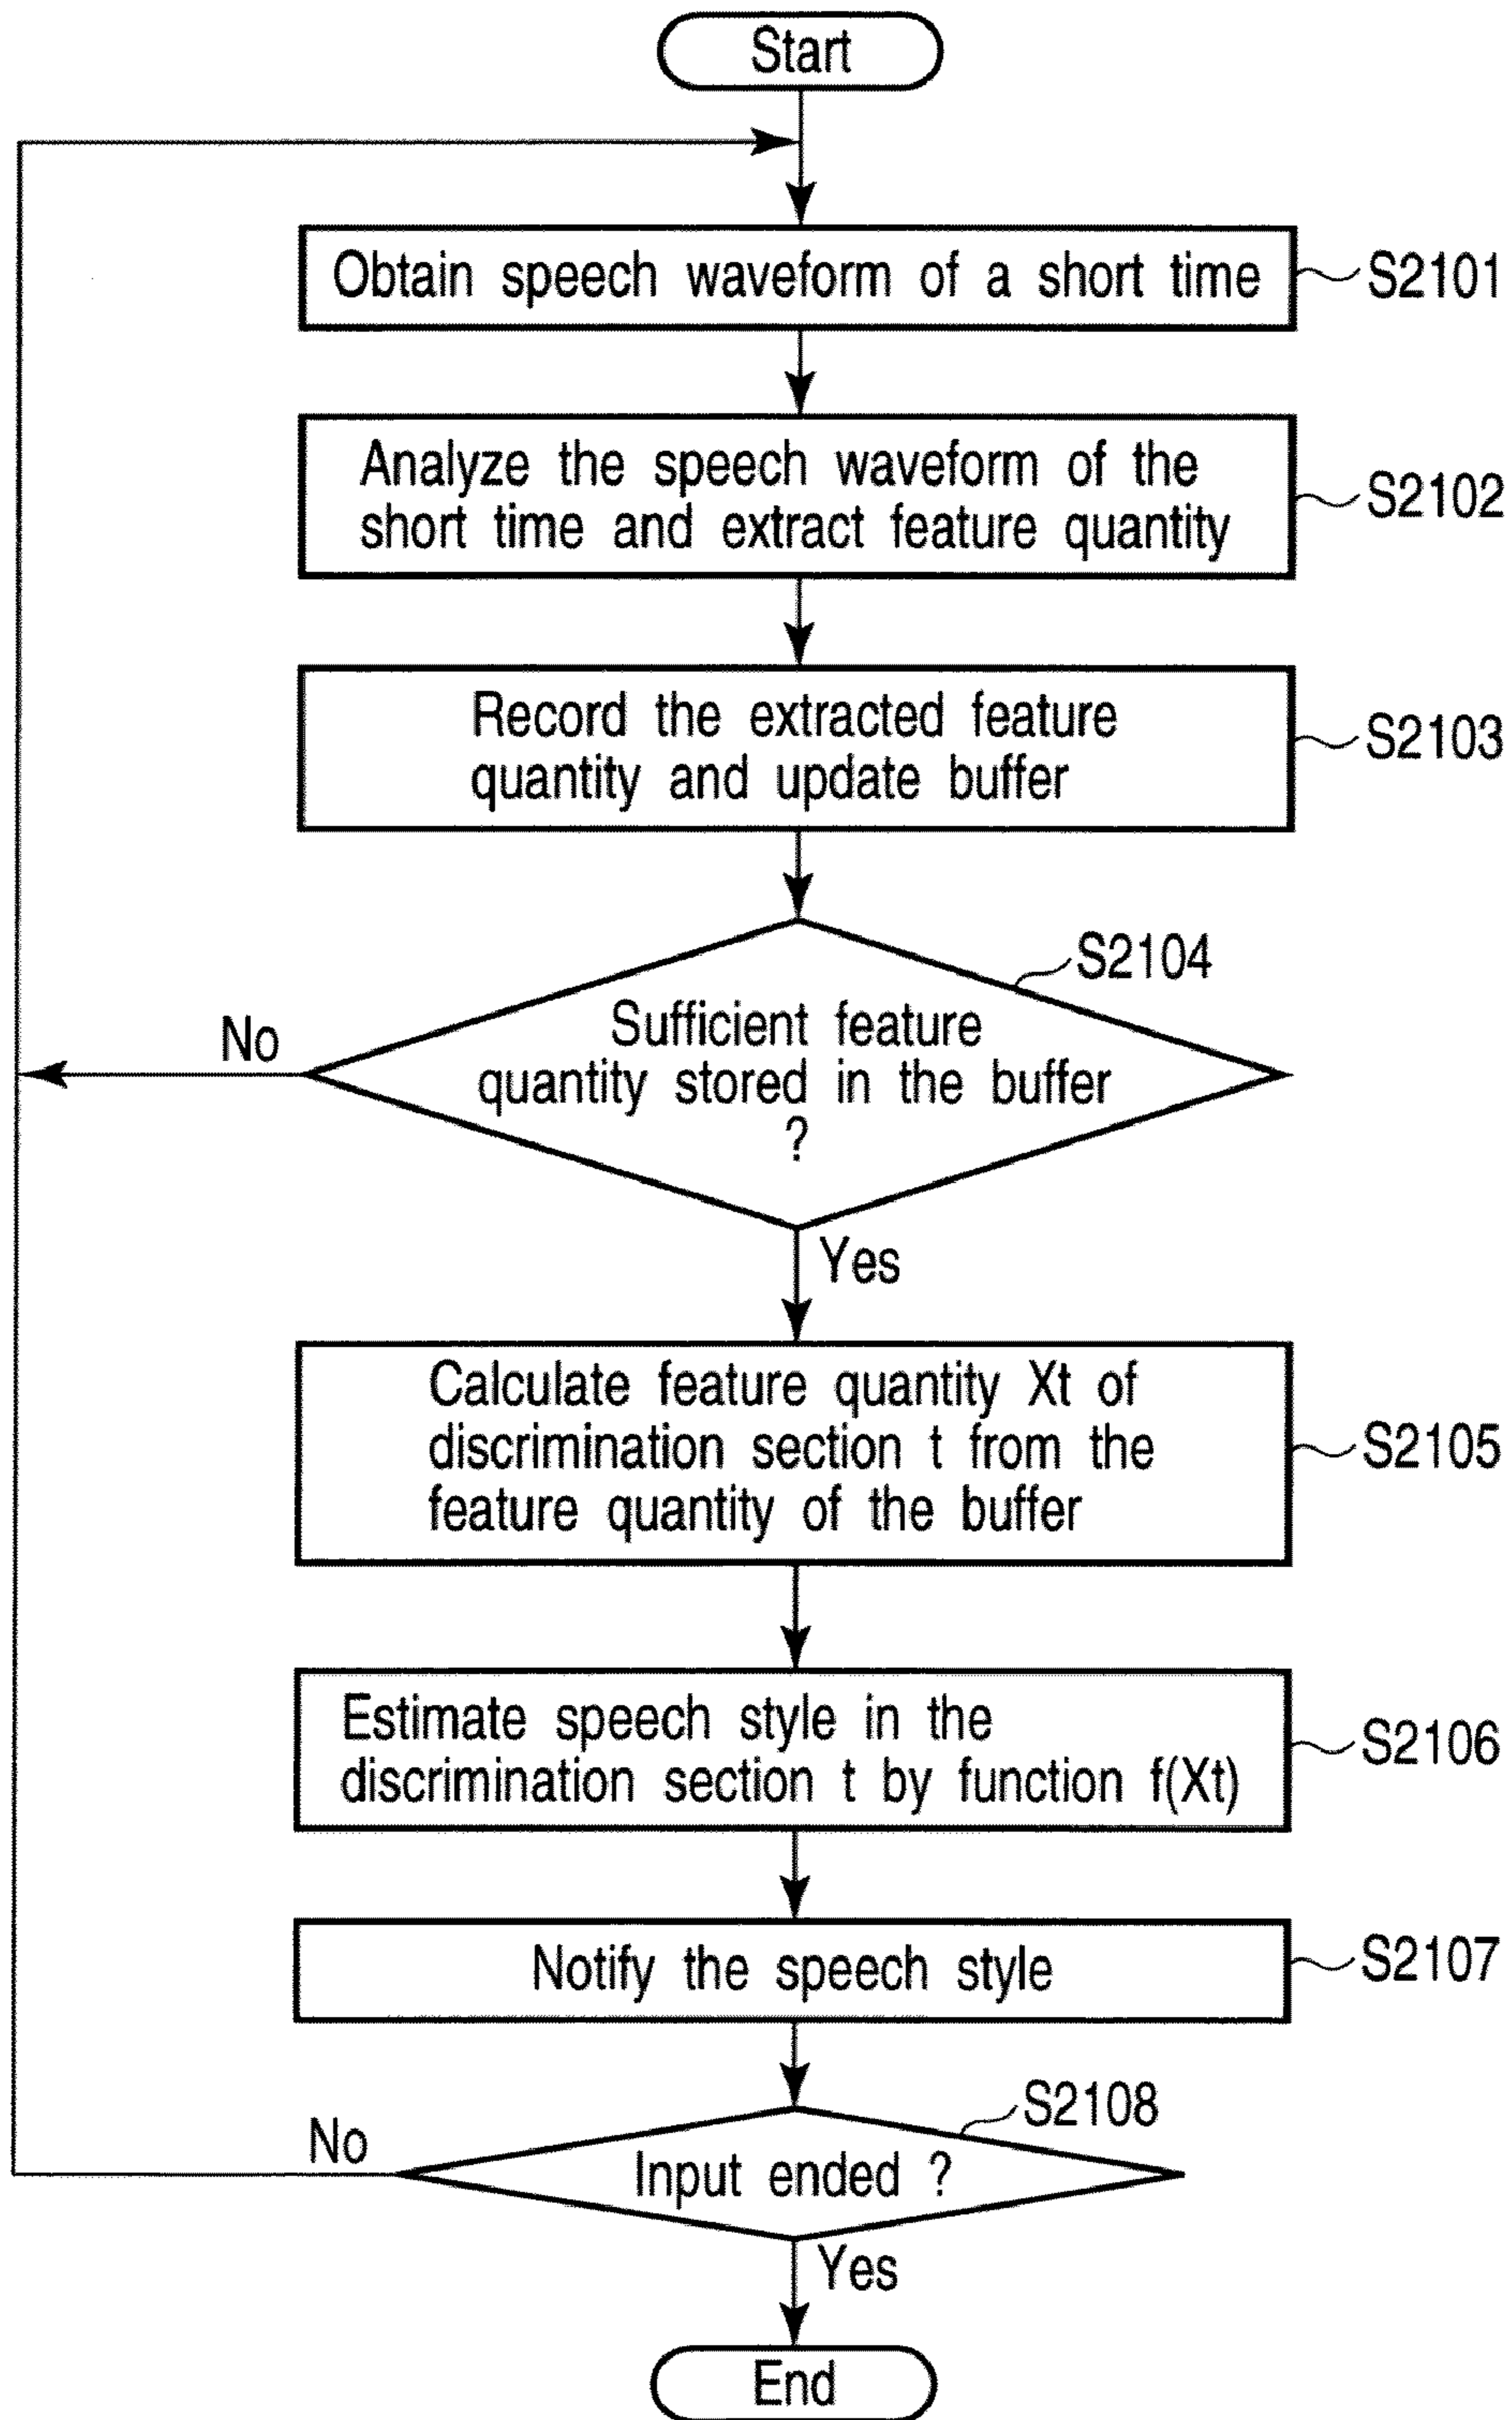 Start
Obtain speech waveform of a short time
S2101
Analyze the speech waveform of the
short time and extract feature quantity
S2102
Record the extracted feature
quantity and update buffer
S2103
S2104
Sufficient feature
quantity stored in the buffer
?
No
Yes
Calculate feature quantity Xt of
discrimination section t from the
feature quantity of the buffer
S2105
Estimate speech style in the
discrimination section t by function f(Xt)
S2106
Notify the speech style
S2107
S2108
Input ended ?
No
Yes
End